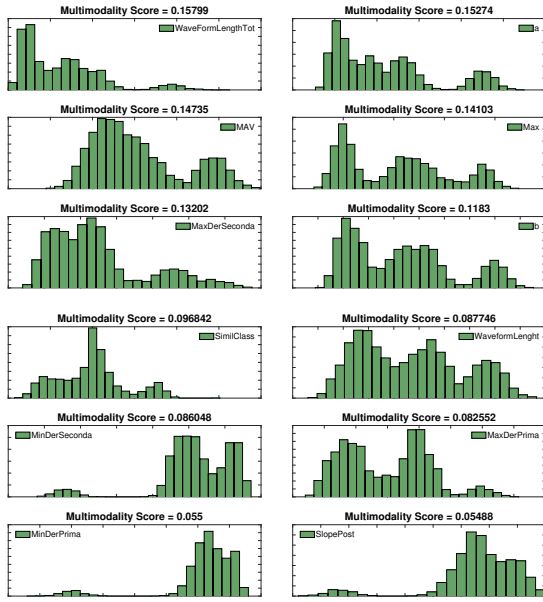 Multimodality Score = 0.15799
WaveFormLengthTot
Multimodality Score = 0.15274
a
Multimodality Score = 0.14735
MAV
Multimodality Score = 0.14103
Max
Multimodality Score = 0.13202
MaxDerSeconda
Multimodality Score = 0.1183
b
Multimodality Score = 0.096842
SimilClass
Multimodality Score = 0.087746
WaveformLenght
Multimodality Score = 0.086048
MinDerSeconda
Multimodality Score = 0.082552
MaxDerPrima
Multimodality Score = 0.055
MinDerPrima
Multimodality Score = 0.05488
SlopePost